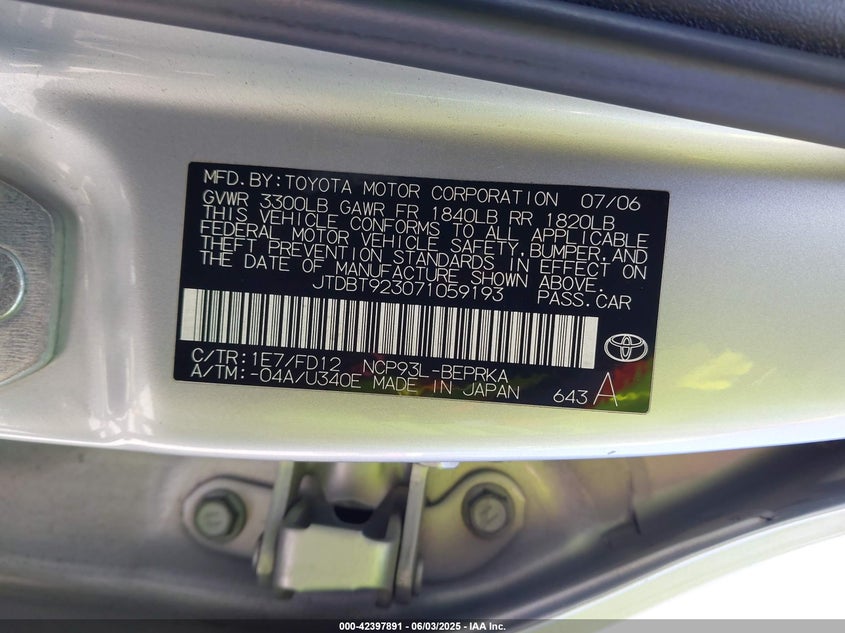 MFD.BY:TOYOTA MOTOR CORPORATION 07/06
GVWR 3300LB GAWR FR 1840LB RR 1820LB
THIS VEHICLE CONFORMS TO ALL APPLICABLE
FEDERAL MOTOR VEHICLE SAFETY,BUMPER,AND
THEFT PREVENTION STANDARDS IN EFFECT ON
THE DATE OF MANUFACTURE SHOWN ABOVE.
JTDBT923071059193 PASS.CAR
C/TR:1E7/FD12 NCP93L-BEPRKA
A/TM:-04A/U340E MADE IN JAPAN 643 A
000-42397891 - 06/03/2025 - IAA Inc.